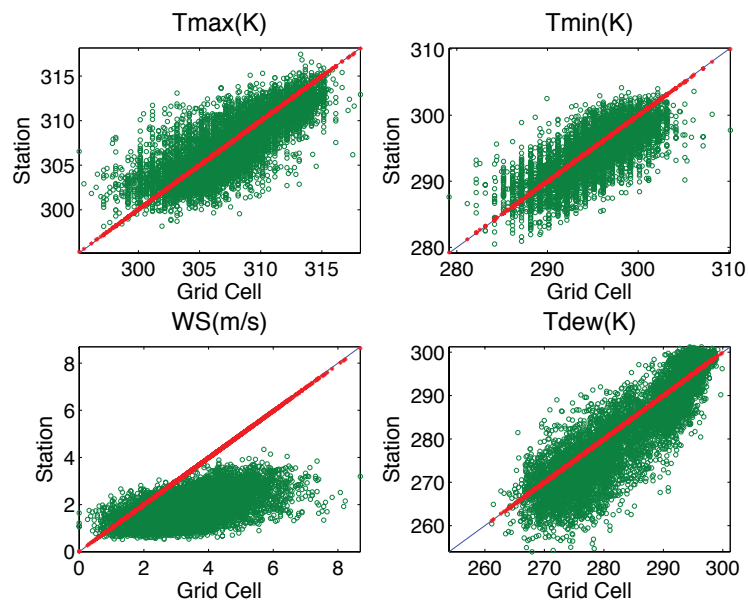 Tmax(K)
315
310
305
300
Station
300 305 310 315
Grid Cell
Tmin(K)
310
300
290
280
Station
280 290 300 310
Grid Cell
WS(m/s)
8
6
4
2
0
Station
0 2 4 6 8
Grid Cell
Tdew(K)
300
290
280
270
260
Station
260 270 280 290 300
Grid Cell